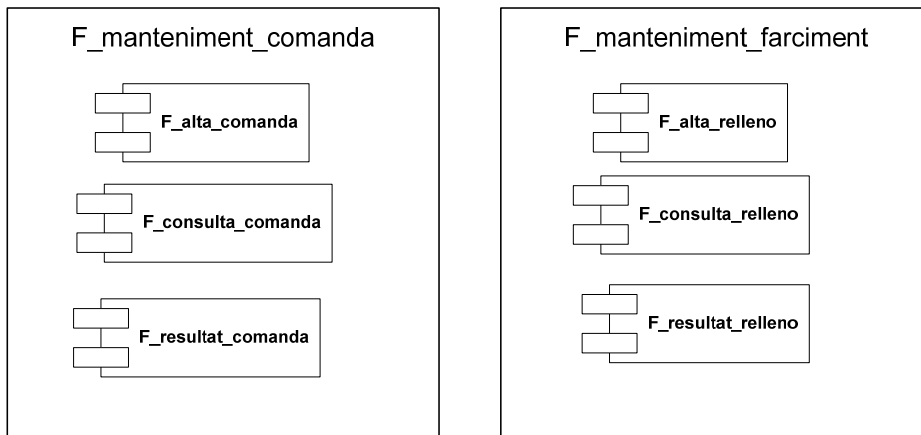 F_manteniment_comanda
F_alta_comanda
F_consulta_comanda
F_resultat_comanda
F_manteniment_farciment
F_alta_relleno
F_consulta_relleno
F_resultat_relleno